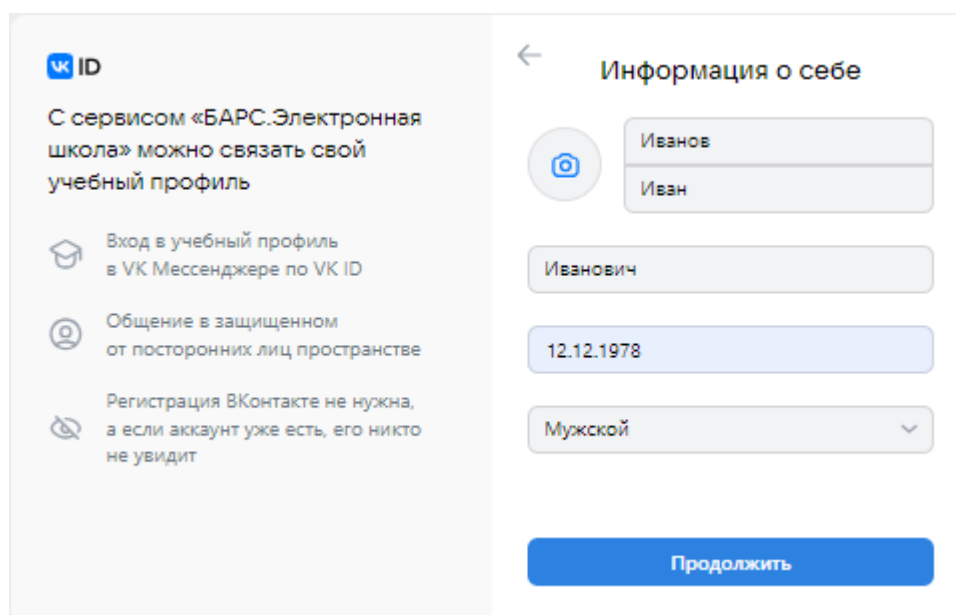 VK ID
С сервисом «БАРС.Электронная
школа» можно связать свой
учебный профиль
Вход в учебный профиль
в VK Мессенджере по VK ID
Общение в защищенном
от посторонних лиц пространстве
Регистрация ВКонтакте не нужна,
а если аккаунт уже есть, его никто
не увидит
Информация о себе
Иванов
Иван
Иванович
12.12.1978
Мужской
Продолжить